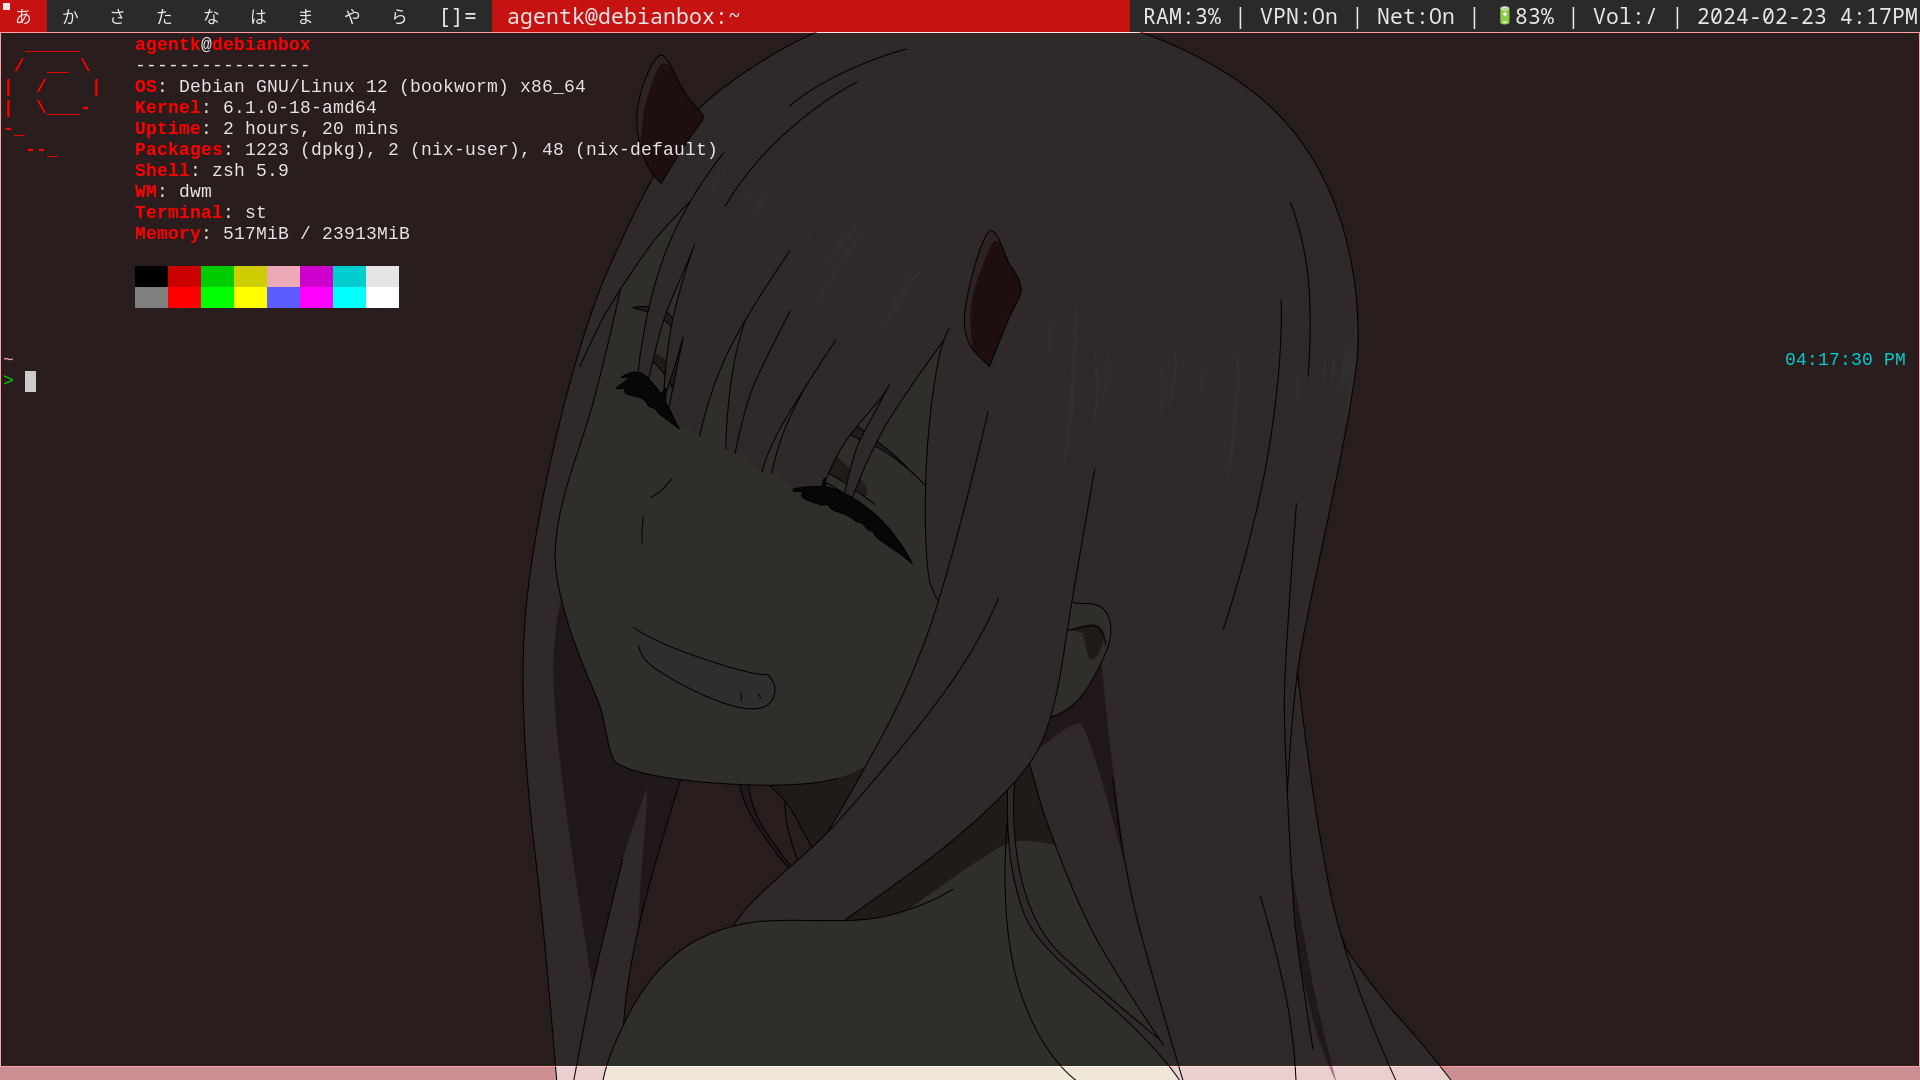 あ か さ た な は ま や ら []= agentk@debianbox:~ RAM:3% | VPN:On | Net:On | 🔋83% | Vol:/ | 2024-02-23 4:17PM
agentk@debianbox
----------------
OS: Debian GNU/Linux 12 (bookworm) x86_64
Kernel: 6.1.0-18-amd64
Uptime: 2 hours, 20 mins
Packages: 1223 (dpkg), 2 (nix-user), 48 (nix-default)
Shell: zsh 5.9
WM: dwm
Terminal: st
Memory: 517MiB / 23913MiB
~ 04:17:30 PM
>